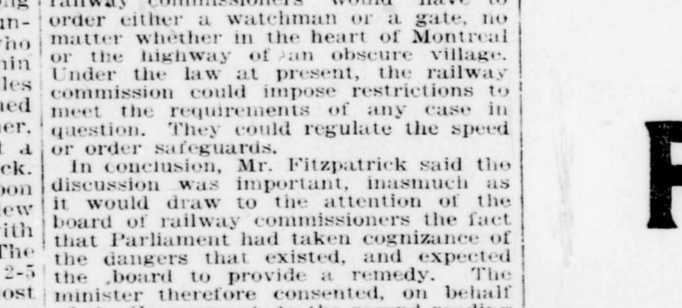 railway commissioners would have to
order either a watchman or a gate, no
matter whether in the heart of Montreal
or the highway of an obscure village.
Under the law at present, the railway
commission could impose restrictions to
meet the requirements of any case in
question. They could regulate the speed
or order safeguards.
In conclusion, Mr. Fitzpatrick said the
discussion was important, inasmuch as
it would draw to the attention of the
board of railway commissioners the fact
that Parliament had taken cognizance of
the dangers that existed, and expected
the board to provide a remedy. The
minister therefore consented, on behalf